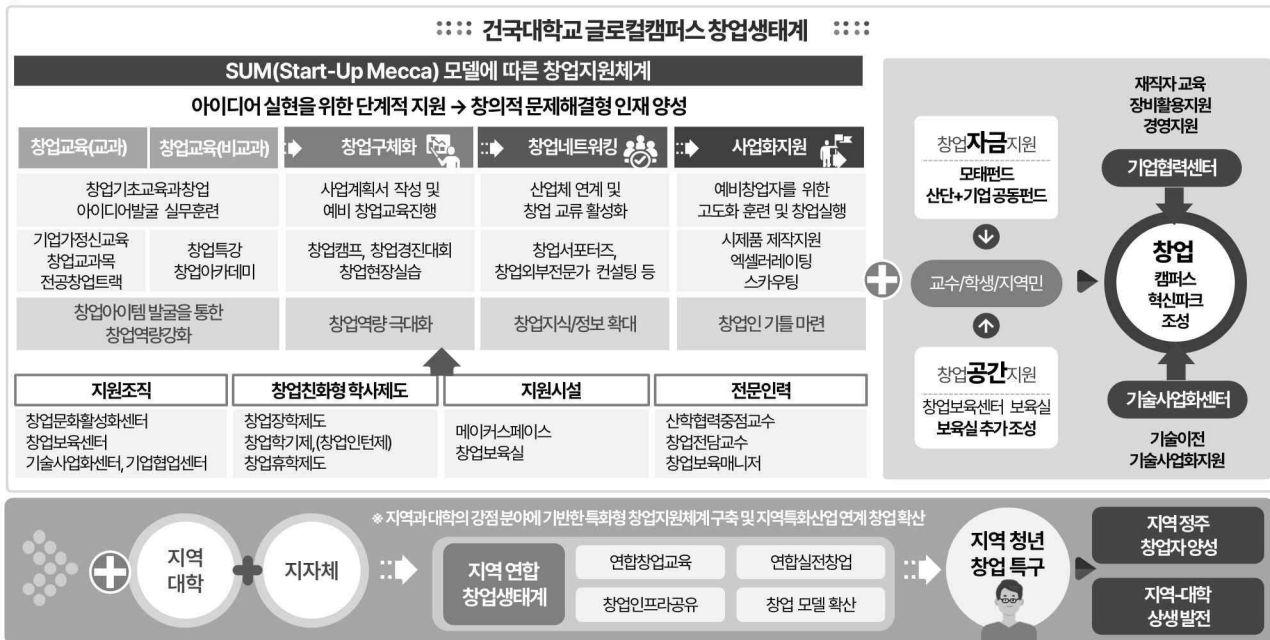 건국대학교 글로컬캠퍼스 창업생태계
SUM(Start-Up Mecca) 모델에 따른 창업지원체계
아이디어 실현을 위한 단계적 지원 → 창의적 문제해결형 인재 양성
창업교육(교과)
창업교육(비교과)
창업구체화
창업네트워킹
사업화지원
창업기초교육과창업
아이디어발굴 실무훈련
사업계획서 작성 및
예비 창업교육진행
산업체 연계 및
창업 교류 활성화
예비창업자를 위한
고도화 훈련 및 창업실행
기업가정신교육
창업교과목
전공창업트랙
창업특강
창업아카데미
창업캠프, 창업경진대회
창업현장실습
창업서포터즈,
창업외부전문가 컨설팅 등
시제품 제작지원
엑셀러레이팅
스카우팅
창업아이템 발굴을 통한
창업역량강화
창업역량 극대화
창업지식/정보 확대
창업인 기틀 마련
지원조직
창업문화활성화센터
창업보육센터
기술사업화센터, 기업협업센터
창업친화형 학사제도
창업장학제도
창업학기제,(창업인턴제)
창업휴학제도
지원시설
메이커스페이스
창업보육실
전문인력
산학협력중점교수
창업전담교수
창업보육매니저
창업자금지원
모태펀드
산단+기업 공동펀드
교수/학생/지역민
창업공간지원
창업보육센터 보육실
보육실 추가 조성
재직자 교육
장비활용지원
경영지원
기업협력센터
창업
캠퍼스
혁신파크
조성
기술사업화센터
기술이전
기술사업화지원
※ 지역과 대학의 강점 분야에 기반한 특화형 창업지원체계 구축 및 지역특화산업 연계 창업 확산
지역
대학
지자체
지역 연합
창업생태계
연합창업교육
연합실전창업
창업인프라공유
창업 모델 확산
지역 청년
창업 특구
지역 정주
창업자 양성
지역-대학
상생 발전